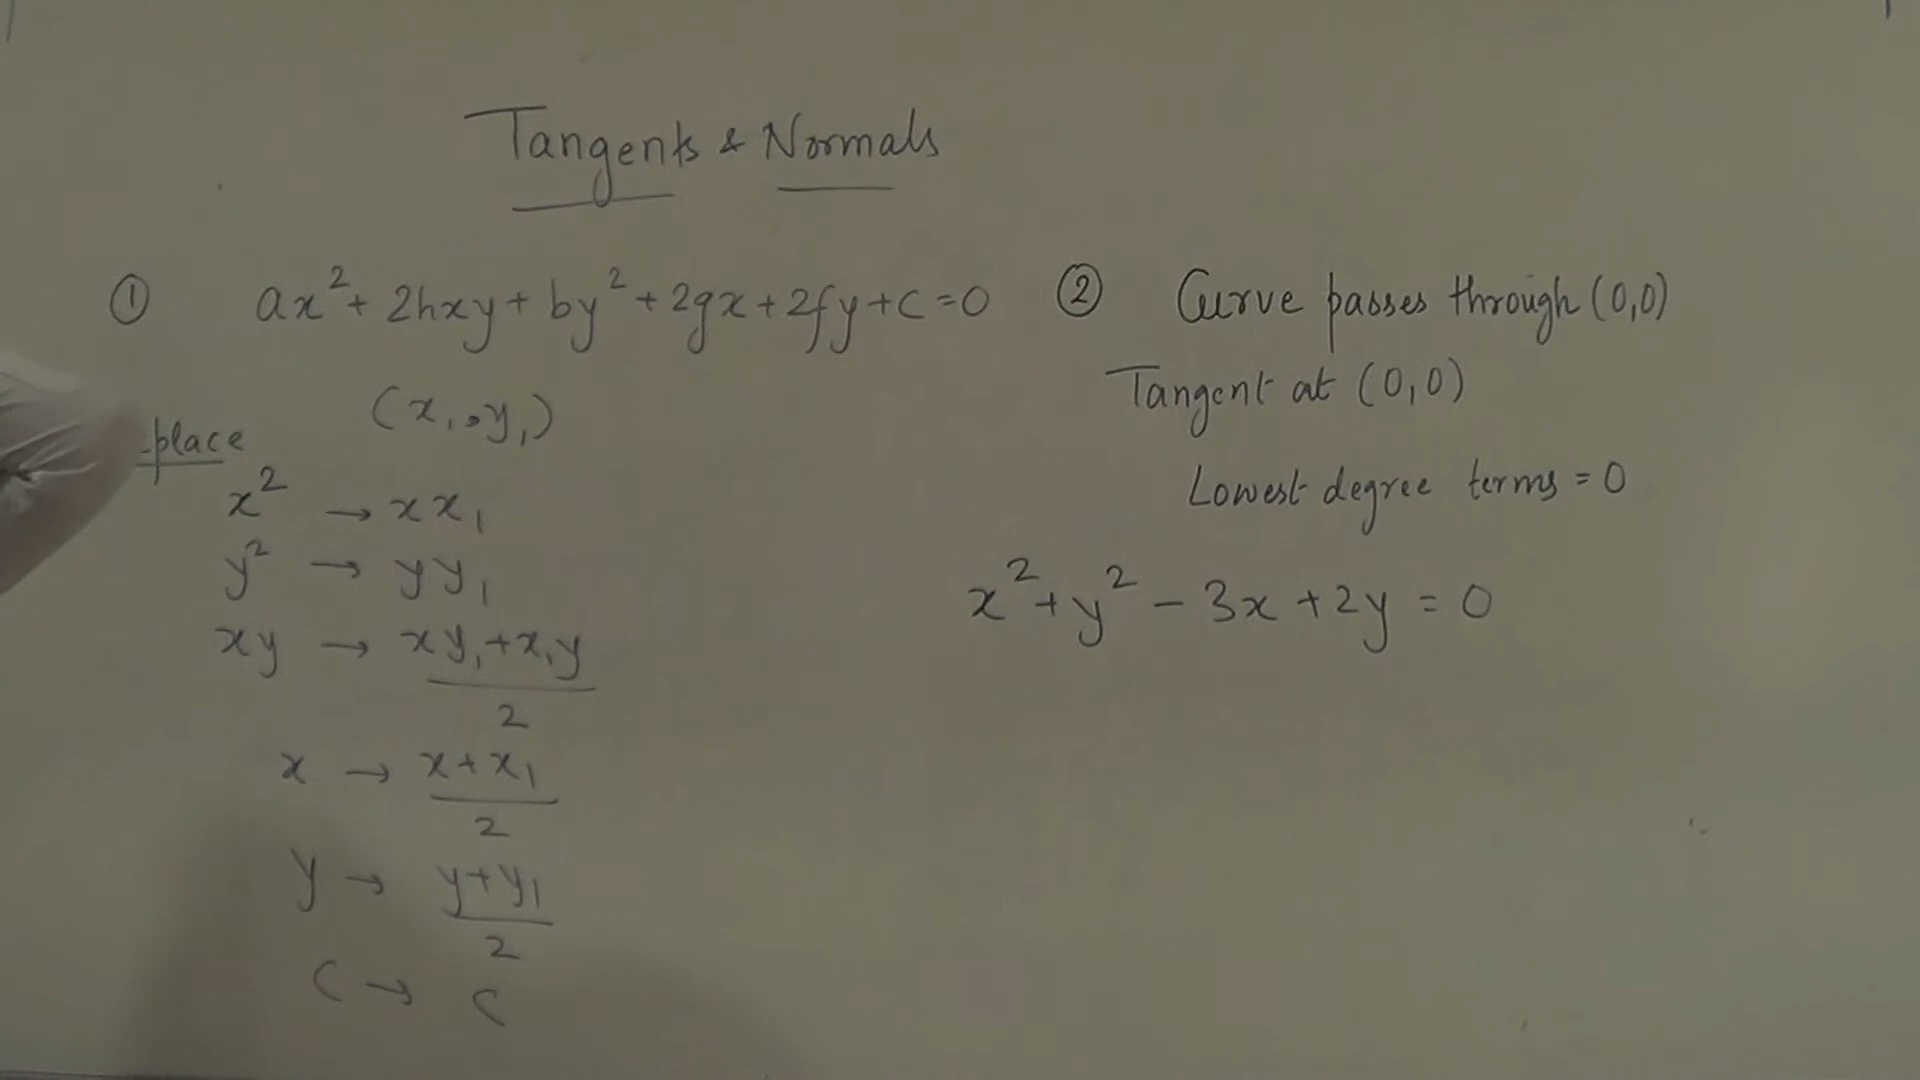 Tangents & Normals
① ax² + 2hxy + by² + 2gx + 2fy + c = 0
(x₁, y₁)
place
x² → xx₁
y² → yy₁
xy → xy₁+x₁y
2
x → x+x₁
2
y → y+y₁
2
c → c
② Curve passes through (0,0)
Tangent at (0,0)
Lowest degree terms = 0
x² + y² - 3x + 2y = 0